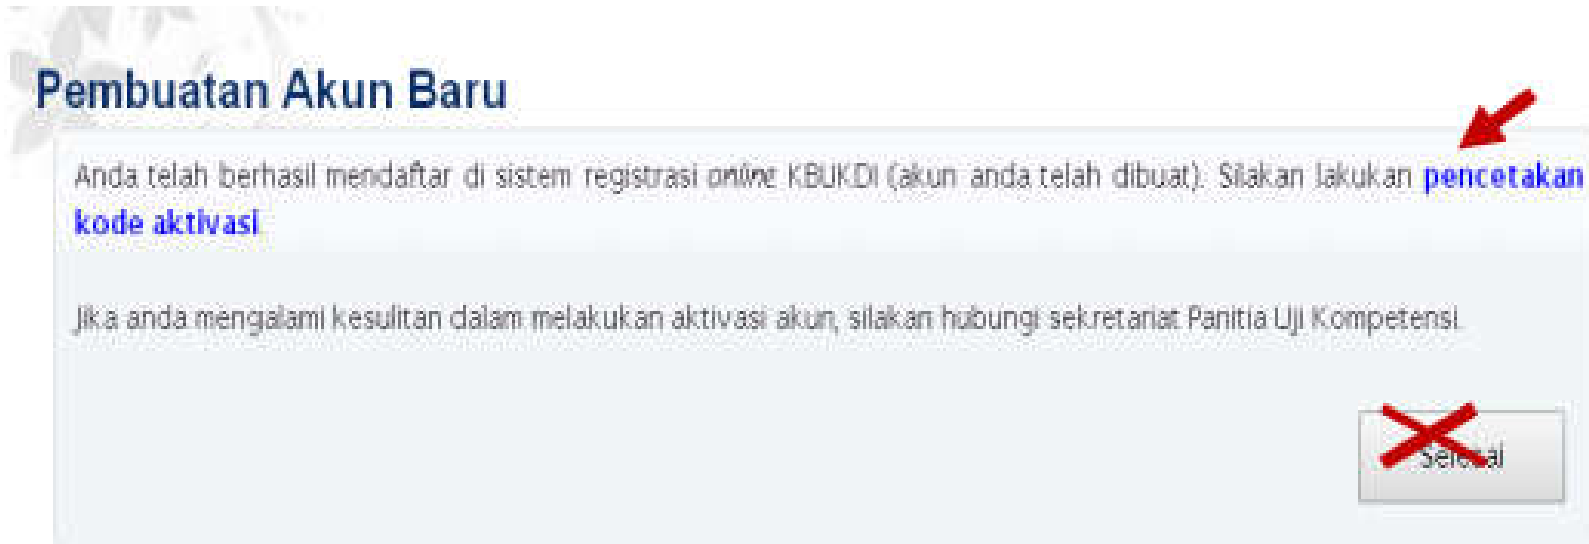 Pembuatan Akun Baru
Anda telah berhasil mendaftar di sistem registrasi online KBUKDI (akun anda telah dibuat). Silakan lakukan pencetakan
kode aktivasi.
Jika anda mengalami kesulitan dalam melakukan aktivasi akun, silakan hubungi sekretariat Panitia Uji Kompetensi.
Selesai